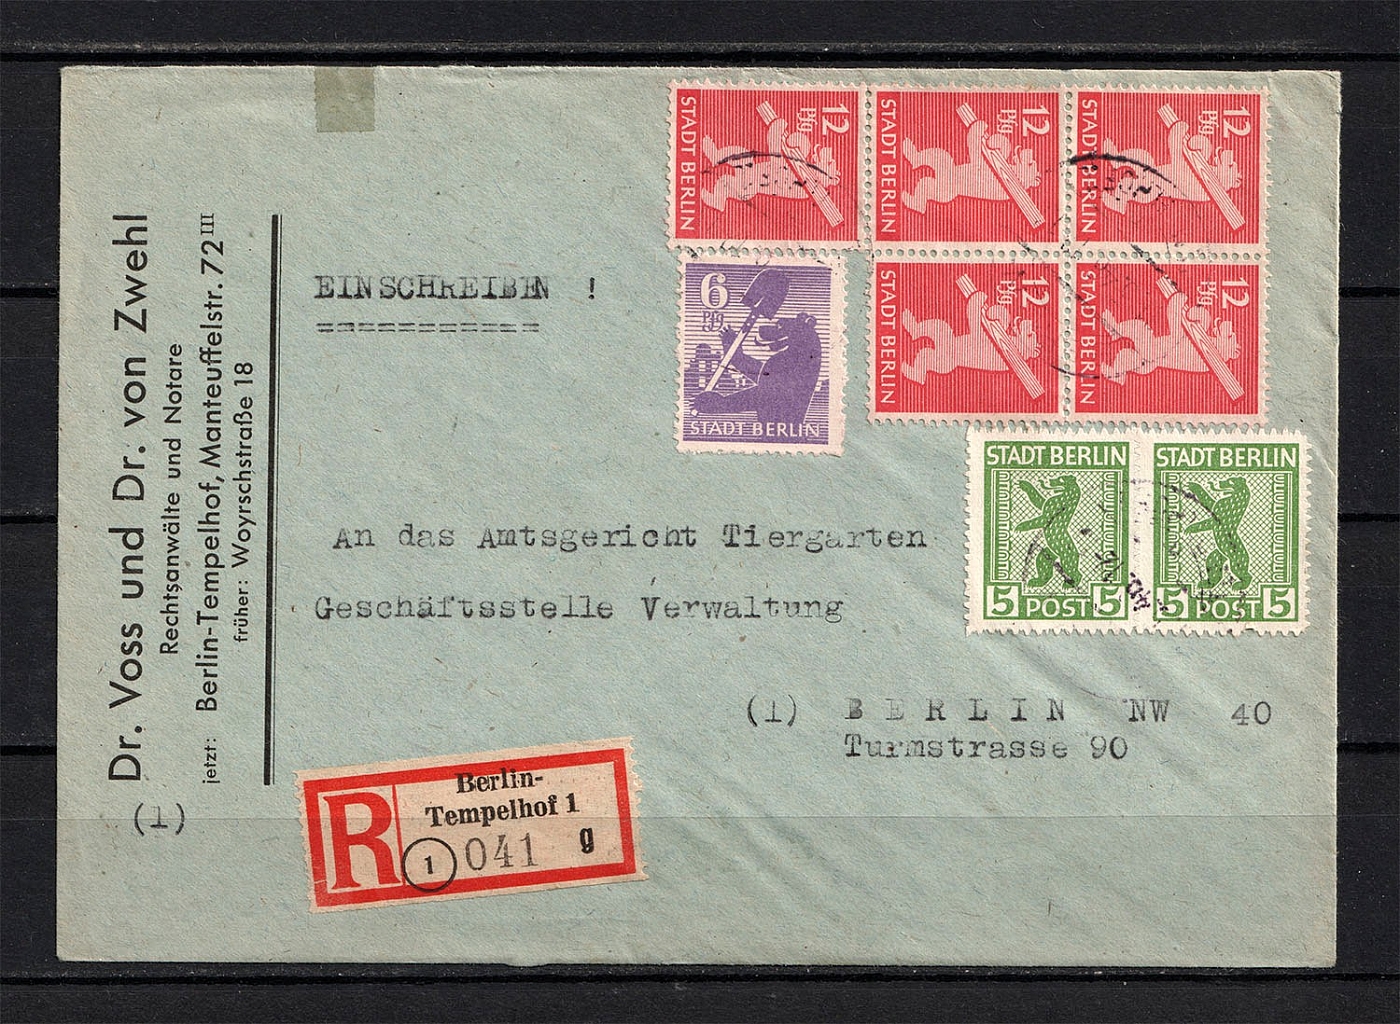 Dr. Voss und Dr. von Zwehl
Rechtsanwälte und Notare
jetzt: Berlin-Tempelhof, Manteuffelstr. 72 III
früher: Woyrschstraße 18
(1)
EINSCHREIBEN !
===========
12 Pfg
STADT BERLIN
12 Pfg
STADT BERLIN
12 Pfg
STADT BERLIN
6
Pfg
STADT BERLIN
12 Pfg
STADT BERLIN
12 Pfg
STADT BERLIN
STADT BERLIN
5 POST 5
STADT BERLIN
5 POST 5
An das Amtsgericht Tiergarten
Geschäftsstelle Verwaltung
(1) B E R L I N NW 40
Turmstrasse 90
R
Berlin-
Tempelhof 1
1 041 g